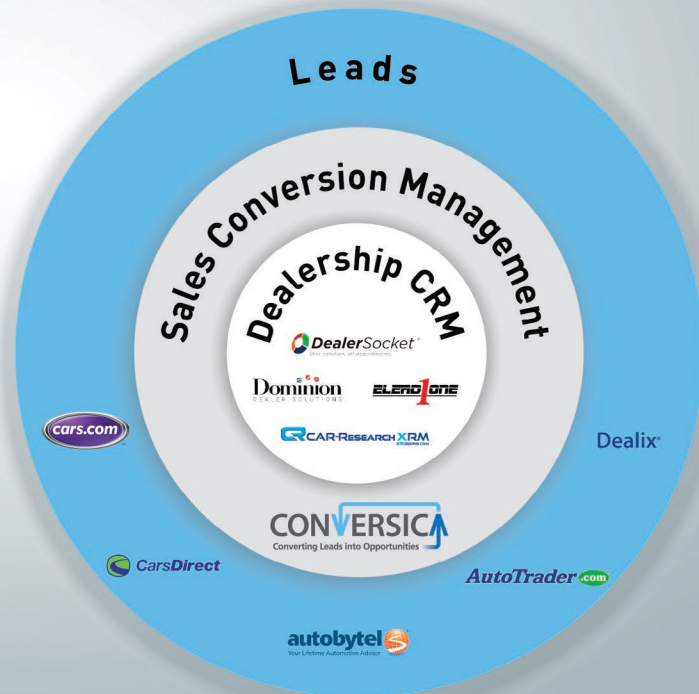 Leads
Sales Conversion Management
Dealership CRM
DealerSocket
One solution, all departments.
Dominion
DEALER SOLUTIONS
ELEAD1ONE
CAR-RESEARCH XRM
cars.com
Dealix
CONVERSICA
Converting Leads into Opportunities
CarsDirect
AutoTrader.com
autobytel
Your Lifetime Automotive Advisor